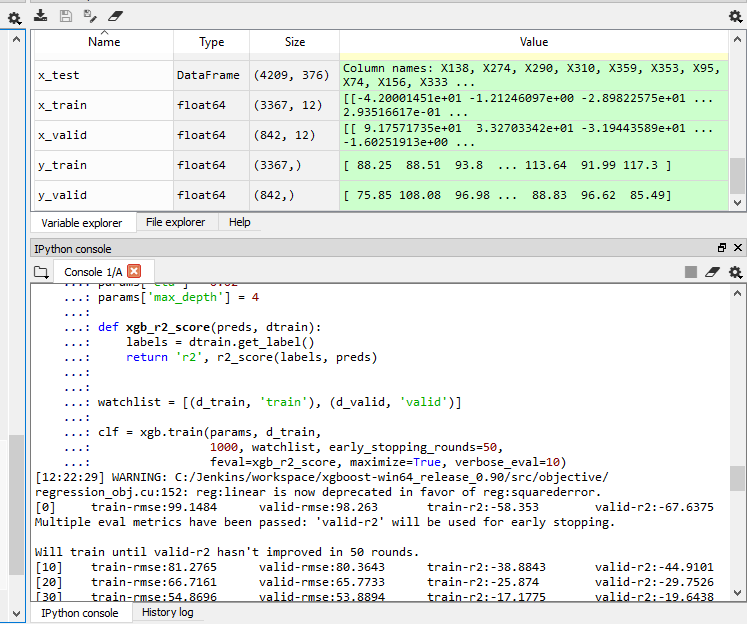 Name Type Size Value
x_test DataFrame (4209, 376) Column names: X138, X274, X290, X310, X359, X353, X95,
X74, X156, X333 ...
x_train float64 (3367, 12) [[-4.20001451e+01 -1.21246097e+00 -2.89822575e+01 ...
2.93516617e-01 ...
x_valid float64 (842, 12) [[ 9.17571735e+01 3.32703342e+01 -3.19443589e+01 ...
-1.60251913e+00 ...
y_train float64 (3367,) [ 88.25 88.51 93.8 ... 113.64 91.99 117.3 ]
y_valid float64 (842,) [ 75.85 108.08 96.98 ... 88.83 96.62 85.49]
Variable explorer File explorer Help
IPython console
Console 1/A
...: params['eta'] = 0.02
...: params['max_depth'] = 4
...:
...: def xgb_r2_score(preds, dtrain):
...: labels = dtrain.get_label()
...: return 'r2', r2_score(labels, preds)
...:
...:
...: watchlist = [(d_train, 'train'), (d_valid, 'valid')]
...:
...: clf = xgb.train(params, d_train,
...: 1000, watchlist, early_stopping_rounds=50,
...: feval=xgb_r2_score, maximize=True, verbose_eval=10)
[12:22:29] WARNING: C:/Jenkins/workspace/xgboost-win64_release_0.90/src/objective/
regression_obj.cu:152: reg:linear is now deprecated in favor of reg:squarederror.
[0] train-rmse:99.1484 valid-rmse:98.263 train-r2:-58.353 valid-r2:-67.6375
Multiple eval metrics have been passed: 'valid-r2' will be used for early stopping.
Will train until valid-r2 hasn't improved in 50 rounds.
[10] train-rmse:81.2765 valid-rmse:80.3643 train-r2:-38.8843 valid-r2:-44.9101
[20] train-rmse:66.7161 valid-rmse:65.7733 train-r2:-25.874 valid-r2:-29.7526
[30] train-rmse:54.8696 valid-rmse:53.8894 train-r2:-17.1775 valid-r2:-19.6438
IPython console History log